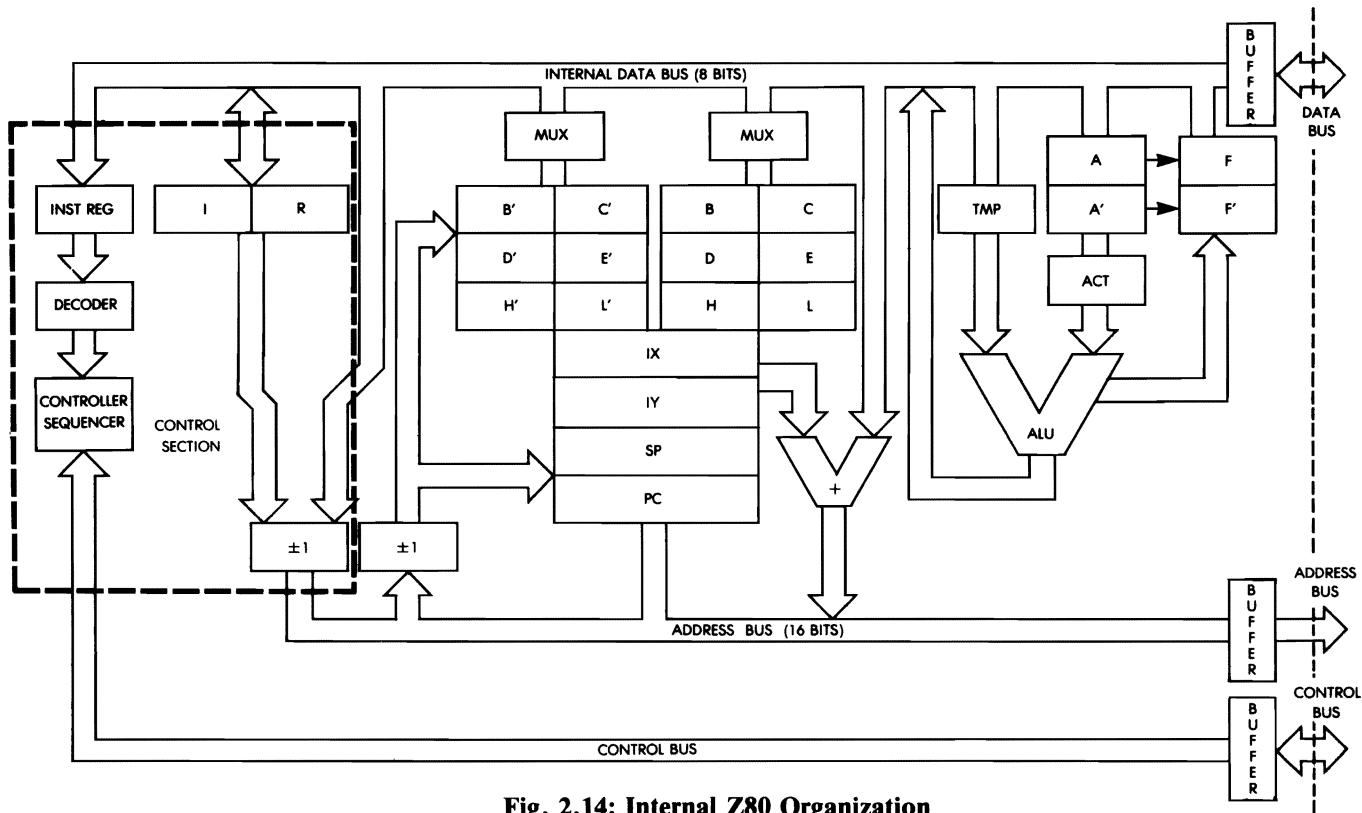 BUFFER
INTERNAL DATA BUS (8 BITS)
DATA
BUS
MUX
MUX
A
F
INST REG
I
R
B'
C'
B
C
TMP
A'
F'
D'
E'
D
E
DECODER
H'
L'
H
L
ACT
IX
CONTROLLER
SEQUENCER
CONTROL
SECTION
IY
SP
ALU
+
PC
±1
±1
ADDRESS
BUS
BUFFER
ADDRESS BUS (16 BITS)
CONTROL
BUS
BUFFER
CONTROL BUS
Fig. 2.14: Internal Z80 Organization